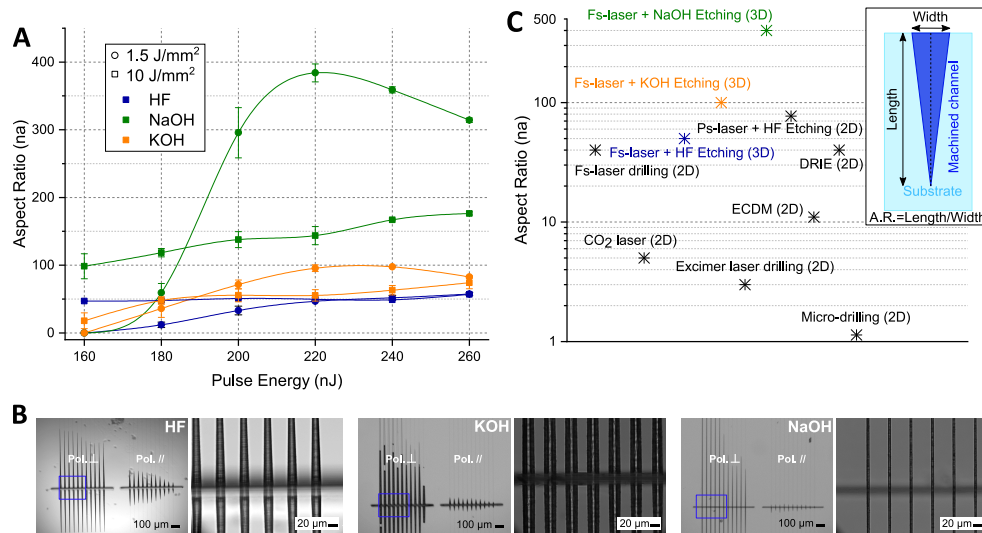 A
1.5 J/mm²
10 J/mm²
HF
NaOH
KOH
Aspect Ratio (na)
400
300
200
100
0
160 180 200 220 240 260
Pulse Energy (nJ)
C
Aspect Ratio (na)
500
100
10
1
Fs-laser + NaOH Etching (3D)
Fs-laser + KOH Etching (3D)
Ps-laser + HF Etching (2D)
Fs-laser + HF Etching (3D)
DRIE (2D)
Fs-laser drilling (2D)
ECDM (2D)
CO2 laser (2D)
Excimer laser drilling (2D)
Micro-drilling (2D)
Width
Length
Machined channel
Substrate
A.R.=Length/Width
B
HF
Pol.⊥
Pol. //
100 µm
20 µm
KOH
Pol.⊥
Pol. //
100 µm
20 µm
NaOH
Pol.⊥
Pol. //
100 µm
20 µm